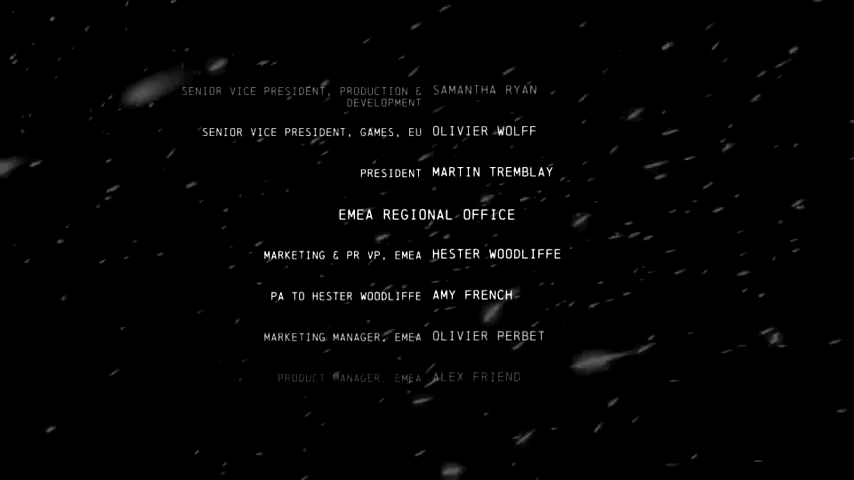 SENIOR VICE PRESIDENT, PRODUCTION & SAMANTHA RYAN
DEVELOPMENT
SENIOR VICE PRESIDENT, GAMES, EU OLIVIER WOLFF
PRESIDENT MARTIN TREMBLAY
EMEA REGIONAL OFFICE
MARKETING & PR VP, EMEA HESTER WOODLIFFE
PA TO HESTER WOODLIFFE AMY FRENCH
MARKETING MANAGER, EMEA OLIVIER PERBET
PRODUCT MANAGER, EMEA ALEX FRIEND